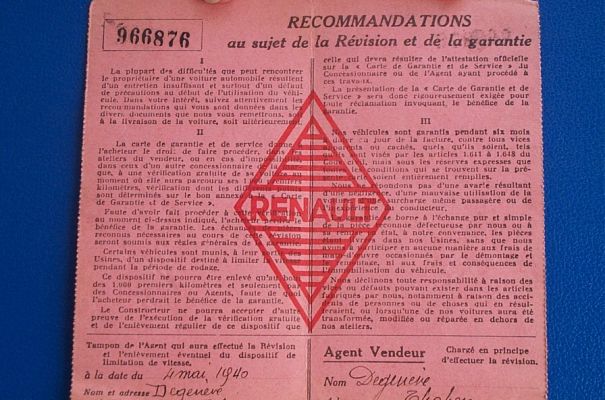 966876
RECOMMANDATIONS
au sujet de la Révision et de la garantie
I
La plupart des difficultés que peut rencontrer
le propriétaire d'une voiture automobile résultent
d'un entretien insuffisant et surtout d'un défaut
de précautions au début de l'utilisation du véhi-
cule. Dans votre intérêt, suivez attentivement les
recommandations qui vous sont données dans les
divers documents que nous vous remettons, soit
à la livraison de la voiture, soit ultérieurement.
II
La carte de garantie et de service donne à
l'acheteur le droit de faire procéder, dans les
ateliers du vendeur, ou en cas d'impossibilité
dans ceux d'un autre concessionnaire de la marque,
à une vérification gratuite de sa voiture au
moment où elle aura parcouru ses
kilomètres, vérification dont les
sont déterminés sur le bon annexé à la Carte
de Garantie et de Service ».
Faute d'avoir fait procéder à cette
au moment ci-dessus indiqué, l'acheteur perd le
bénéfice de la garantie. Les échanges
reconnues nécessaires au cours de cette Révision
seront soumis aux règles générales de garantie.
Certains véhicules sont munis, à leur
Usines, d'un dispositif destiné à limiter
pendant la période de rodage.
Ce dispositif ne pourra être enlevé qu'au bout
des 1.000 premiers kilomètres et seulement
des Concessionnaires ou Agents, faute de quoi
l'acheteur perdrait le bénéfice de la garantie.
Le Constructeur ne pourra accepter d'autre
preuve de l'exécution de la vérification gratuite
et de l'enlèvement régulier de ce dispositif que
celle qui devra résulter de l'attestation officielle
sur la « Carte de Garantie et de Service » du
Concessionnaire ou de l'Agent ayant procédé à
ces travaux.
La présentation de la « Carte de Garantie et de
Service » sera donc rigoureusement exigée pour
toute réclamation invoquant le bénéfice de la
garantie.
III
Nos véhicules sont garantis pendant six mois
à dater du jour de la facture, contre tous vices
apparents ou cachés, quels qu'ils soient, tels
qu'ils sont visés par les articles 1.641 à 1.648 du
Code civil, mais sous les réserves expresses que
toutes conditions qui se trouvent sur la pré-
sont entièrement remplies.
Nous ne répondons pas d'une avarie résultant
d'une négligence, d'une mauvaise utilisation de la
voiture, d'une surcharge même passagère ou de
l'inexpérience du conducteur.
La garantie se borne à l'échange pur et simple
de la pièce reconnue défectueuse par nous ou à
sa remise en état, à notre convenance, les pièces
étant livrées dans nos Usines, sans que nous
ayons à participer en aucune manière aux frais de
main-d'œuvre occasionnés par le démontage et
le remontage, ni aux frais et conséquences de
l'immobilisation du véhicule.
Nous déclinons toute responsabilité à raison des
vices ou défauts pouvant exister dans les articles
fabriqués par nous, notamment à raison des acci-
dents de personnes ou de choses qui en résul-
teraient, ou lorsqu'une de nos voitures aura été
transformée, modifiée ou réparée en dehors de
nos ateliers.
RENAULT
Tampon de l'Agent qui aura effectué la Révision
et l'enlèvement éventuel du dispositif de
limitation de vitesse.
à la date du 4 mai 1940
Nom et adresse Degenève
Agent Vendeur Chargé en principe
d'effectuer la révision.
Nom Degenève